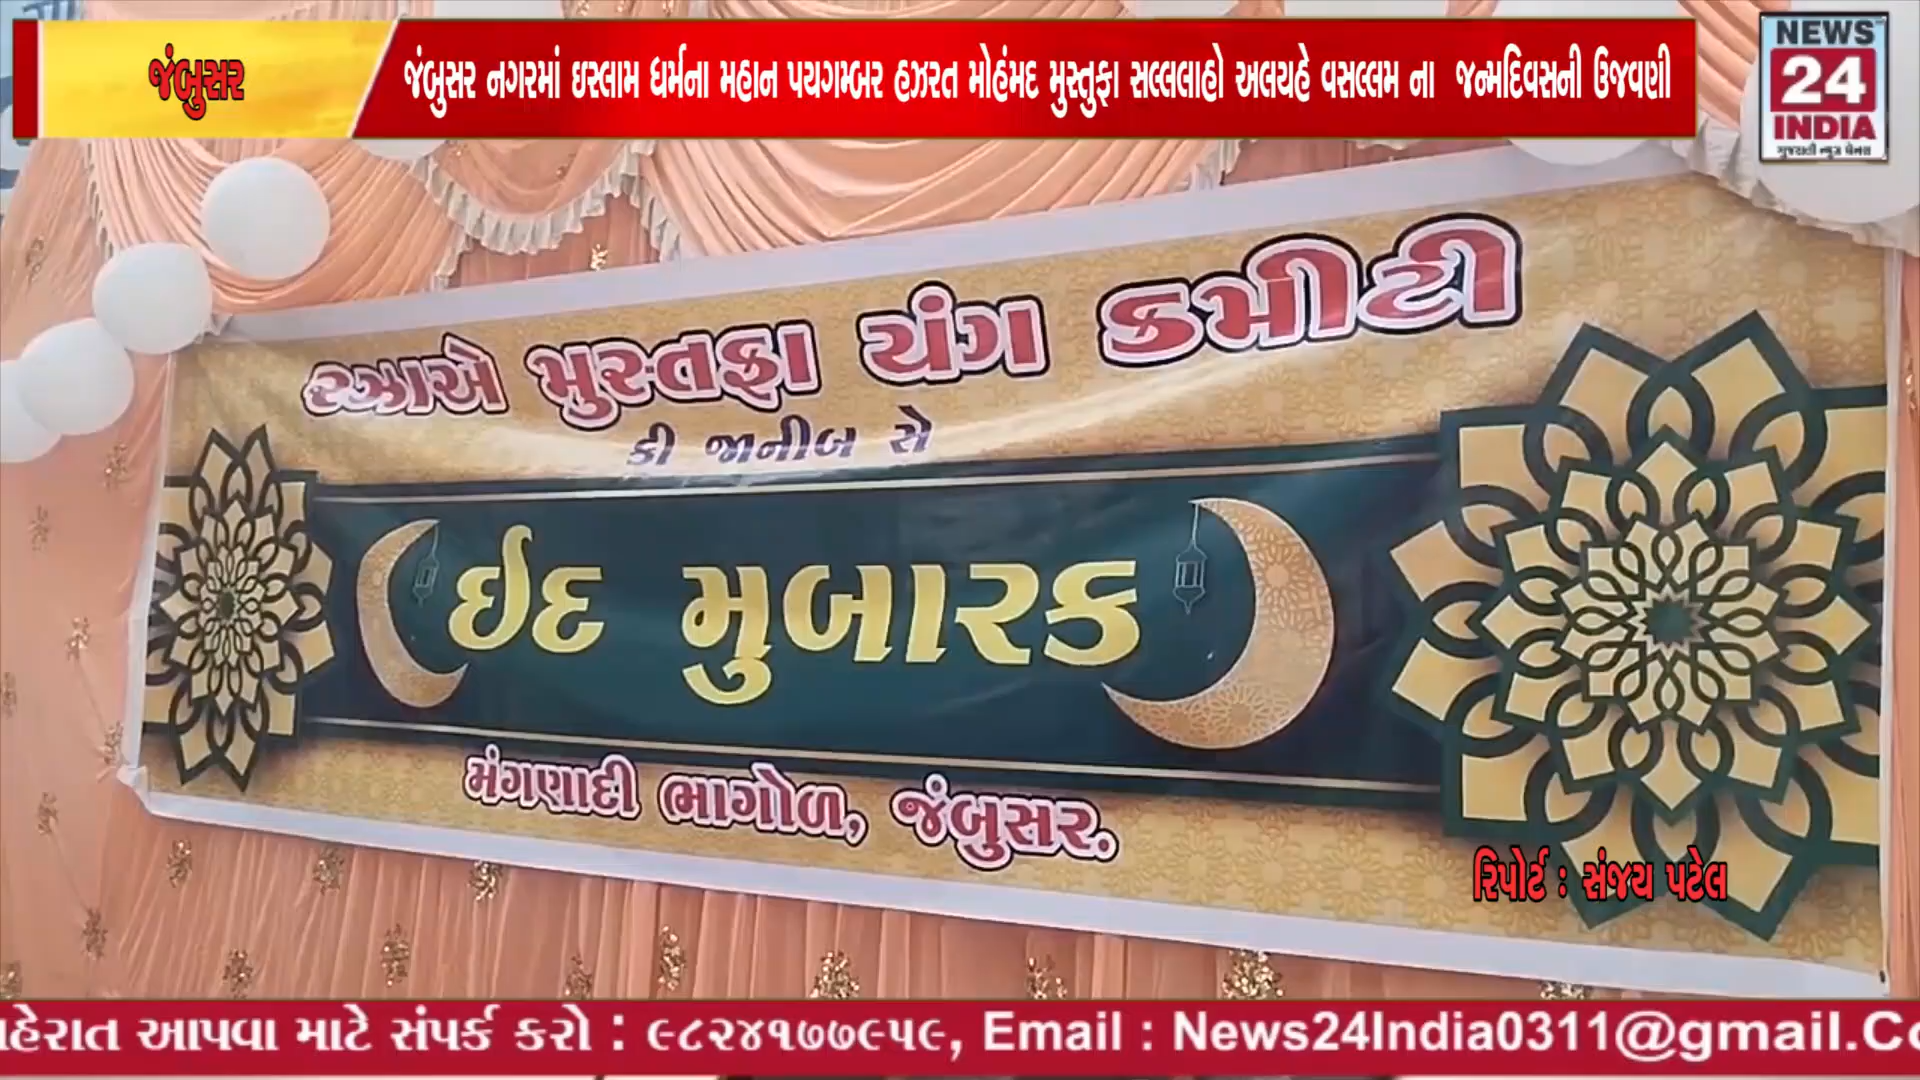 જંબુસર
જંબુસર નગરમાં ઇસ્લામ ધર્મના મહાન પયગમ્બર હઝરત મોહંમદ મુસ્તુફા સલ્લલાહો અલયહે વસલ્લમ ના જન્મદિવસની ઉજવણી
NEWS
24
INDIA
ગુજરાતી ન્યુઝ ચેનલ
રઝાએ મુસ્તફા યંગ કમીટી
કી જાનીબ સે
ઈદ મુબારક
મંગણાદી ભાગોળ, જંબુસર.
રિપોર્ટ : સંજય પટેલ
હેરાત આપવા માટે સંપર્ક કરો : ૯૮૨૪૧૭૭૯૫૯, Email : News24India0311@gmail.Co